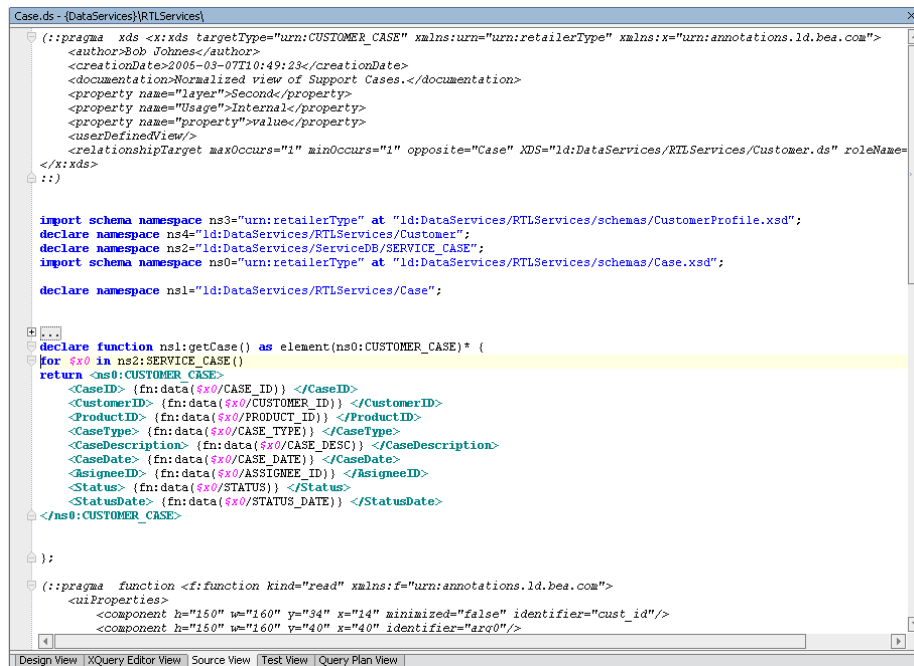 Case.ds - {DataServices}\RTLServices\
(::pragma  xds <x:xds targetType="urn:CUSTOMER_CASE" xmlns:urn="urn:retailerType" xmlns:x="urn:annotations.ld.bea.com">
<author>Bob Johnes</author>
<creationDate>2005-03-07T10:49:23</creationDate>
<documentation>Normalized view of Support Cases.</documentation>
<property name="layer">Second</property>
<property name="Usage">Internal</property>
<property name="property">value</property>
<userDefinedView/>
<relationshipTarget maxOccurs="1" minOccurs="1" opposite="Case" XDS="ld:DataServices/RTLServices/Customer.ds" roleName=
</x:xds>
::)
import schema namespace ns3="urn:retailerType" at "ld:DataServices/RTLServices/schemas/CustomerProfile.xsd";
declare namespace ns4="ld:DataServices/RTLServices/Customer";
declare namespace ns2="ld:DataServices/ServiceDB/SERVICE_CASE";
import schema namespace ns0="urn:retailerType" at "ld:DataServices/RTLServices/schemas/Case.xsd";
declare namespace ns1="ld:DataServices/RTLServices/Case";
...
declare function ns1:getCase() as element(ns0:CUSTOMER_CASE)* {
for $x0 in ns2:SERVICE_CASE()
return <ns0:CUSTOMER_CASE>
<CaseID> {fn:data($x0/CASE_ID)} </CaseID>
<CustomerID> {fn:data($x0/CUSTOMER_ID)} </CustomerID>
<ProductID> {fn:data($x0/PRODUCT_ID)} </ProductID>
<CaseType> {fn:data($x0/CASE_TYPE)} </CaseType>
<CaseDescription> {fn:data($x0/CASE_DESC)} </CaseDescription>
<CaseDate> {fn:data($x0/CASE_DATE)} </CaseDate>
<AsigneeID> {fn:data($x0/ASSIGNEE_ID)} </AsigneeID>
<Status> {fn:data($x0/STATUS)} </Status>
<StatusDate> {fn:data($x0/STATUS_DATE)} </StatusDate>
</ns0:CUSTOMER_CASE>
};
(::pragma  function <f:function kind="read" xmlns:f="urn:annotations.ld.bea.com">
<uiProperties>
<component h="150" w="160" y="34" x="14" minimized="false" identifier="cust_id"/>
<component h="150" w="160" y="40" x="40" identifier="arg0"/>
Design View XQuery Editor View Source View Test View Query Plan View